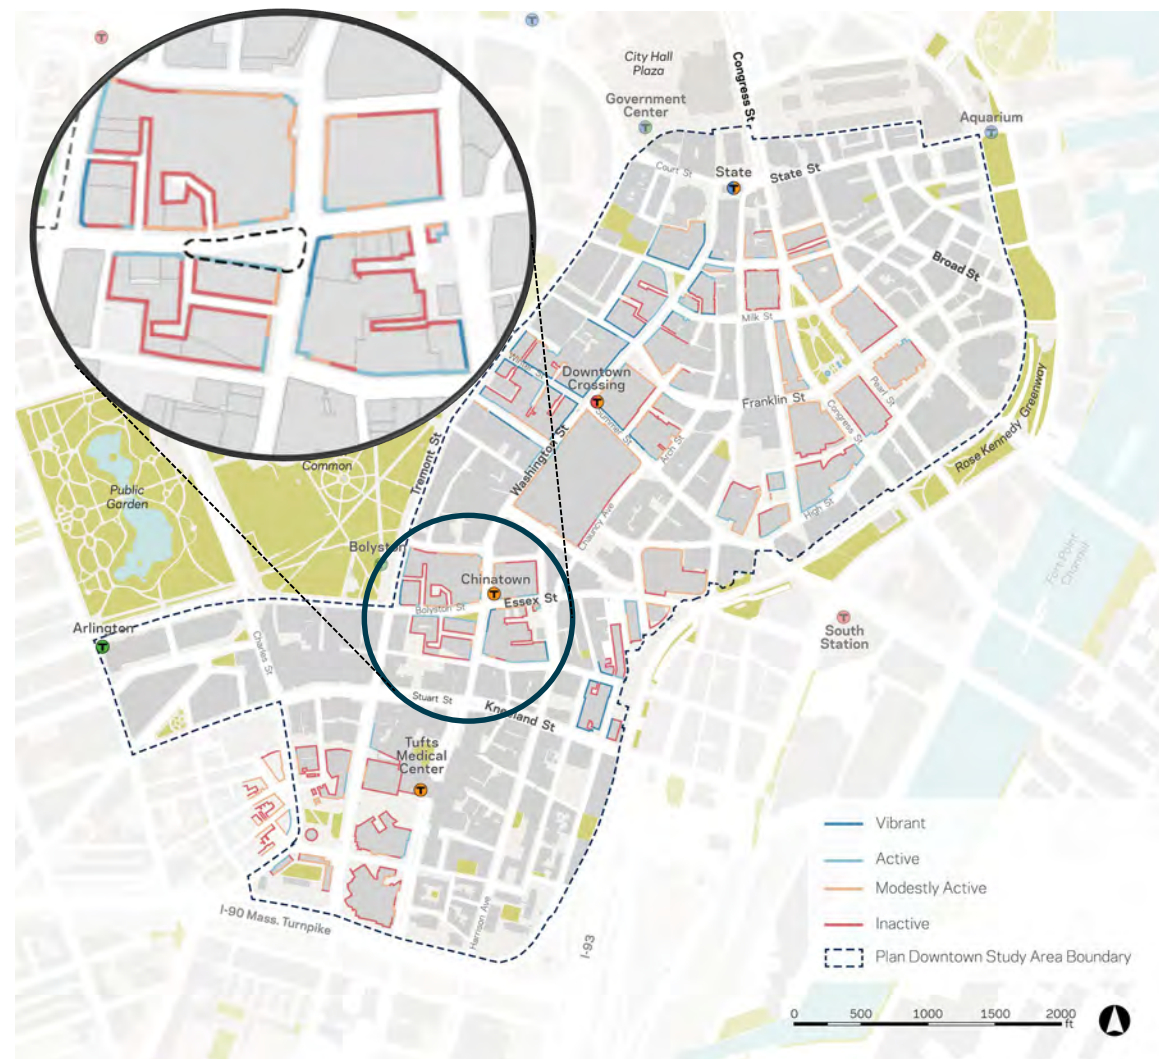 City Hall
Plaza
Government
Center
Congress St
Aquarium
Court St
State
T
State St
Broad St
Milk St
Winter St
Downtown
Crossing
T
Franklin St
Pearl St
Congress St
Summer St
Arch St
Washington St
Tremont St
Common
Public
Garden
High St
Rose Kennedy Greenway
Fort Point
Channel
Chauncy Ave
Bolyston
Chinatown
T
Essex St
Bolyston St
Arlington
T
Charles St
South
Station
T
Stuart St
Kneeland St
Tufts
Medical
Center
T
Harrison Ave
I-90 Mass. Turnpike
I-93
Vibrant
Active
Modestly Active
Inactive
Plan Downtown Study Area Boundary
0 500 1000 1500 2000
ft